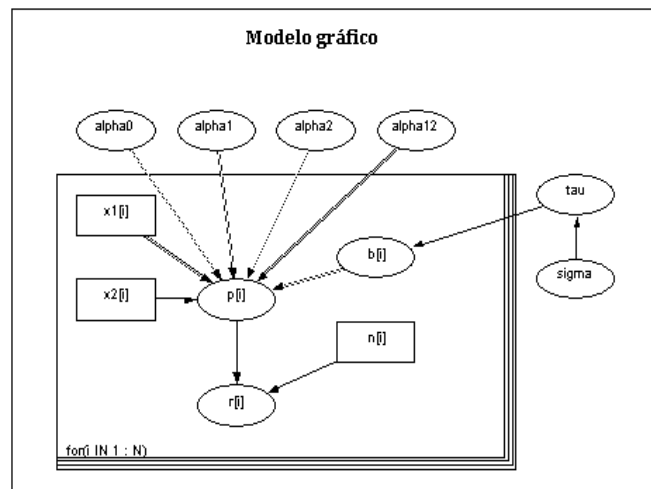 Modelo gráfico
alpha0 alpha1 alpha2 alpha12
tau
x1[i]
b[i]
sigma
x2[i] p[i]
n[i]
r[i]
for(i IN 1 : N)